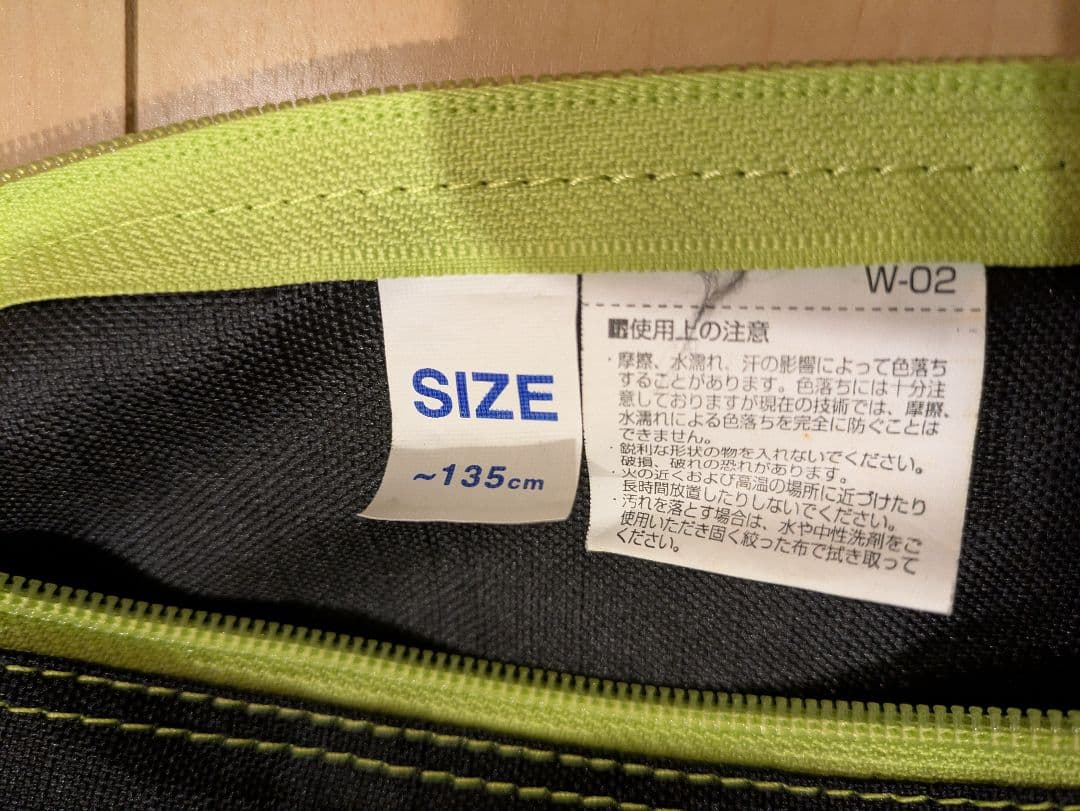 SIZE
~135cm
W-02
使用上の注意
・摩擦、水濡れ、汗の影響によって色落ち
することがあります。色落ちには十分注
意しておりますが現在の技術では、摩擦、
水濡れによる色落ちを完全に防ぐことは
できません。
・鋭利な形状の物を入れないでください。
破損、破れの恐れがあります。
・火の近くおよび高温の場所に近づけたり
長時間放置したりしないでください。
・汚れを落とす場合は、水や中性洗剤をご
使用いただき固く絞った布で拭き取って
ください。